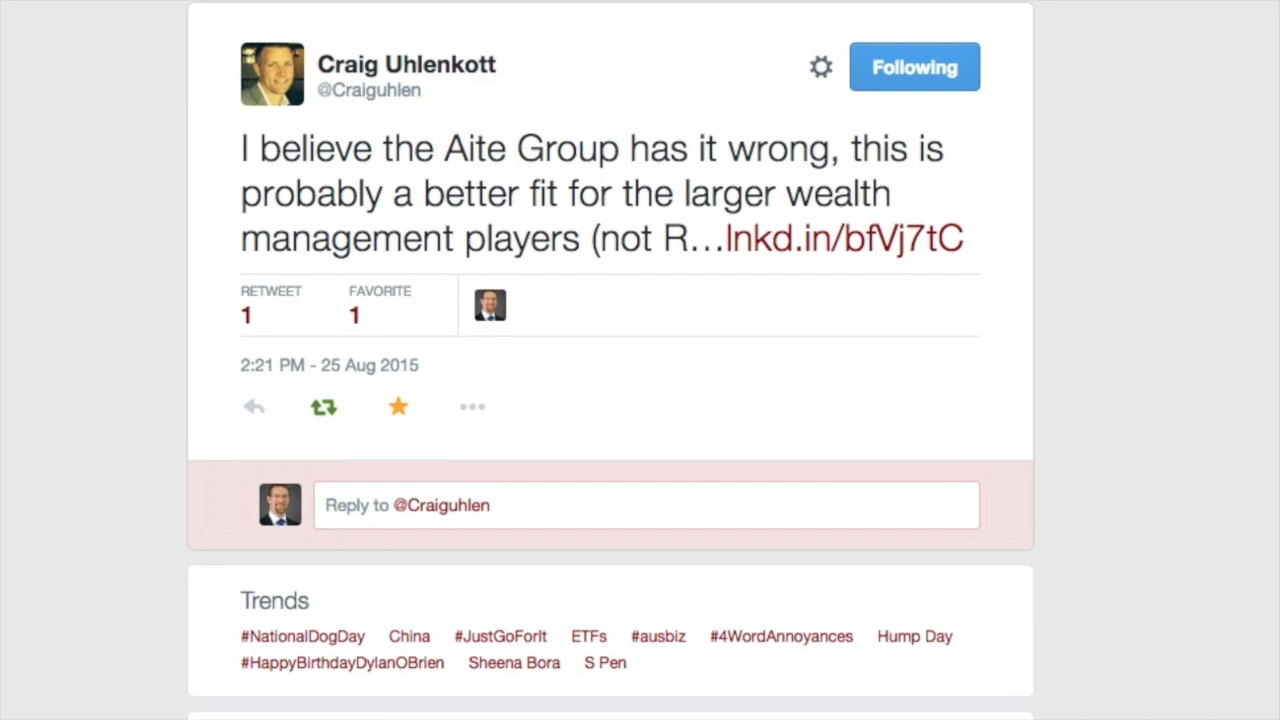 Craig Uhlenkott
@Craiguhlen
Following
I believe the Aite Group has it wrong, this is
probably a better fit for the larger wealth
management players (not R…lnkd.in/bfVj7tC
RETWEET FAVORITE
1 1
2:21 PM - 25 Aug 2015
Reply to @Craiguhlen
Trends
#NationalDogDay China #JustGoForIt ETFs #ausbiz #4WordAnnoyances Hump Day
#HappyBirthdayDylanOBrien Sheena Bora S Pen